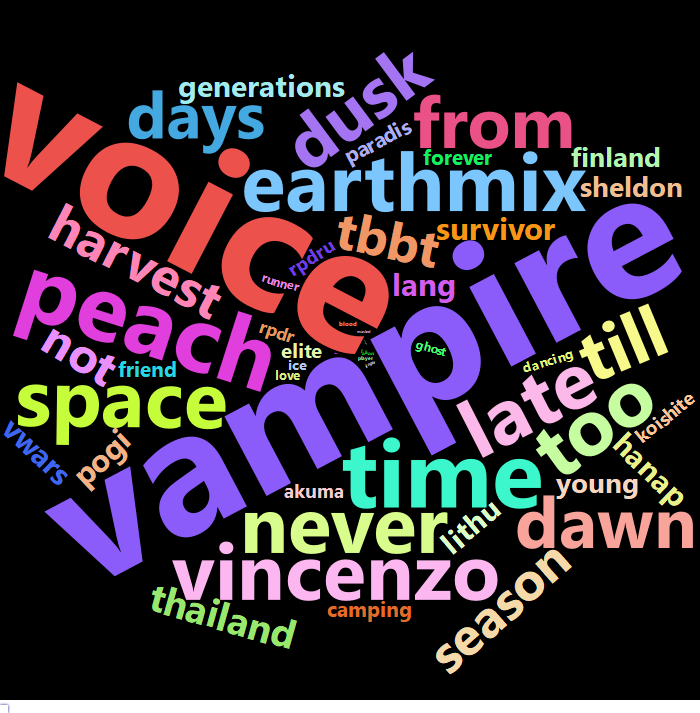 generations
days
dusk
paradis
from
voice
earthmix
forever
finland
sheldon
harvest
tbbt
survivor
rpdru
runner
lang
peach
vampire
not
rpdr
elite
ice
love
friend
blood
player
ghost
dancing
till
space
late
too
koishite
vwars
pogi
hanap
akuma
time
young
never
lithu
dawn
vincenzo
season
thailand
camping